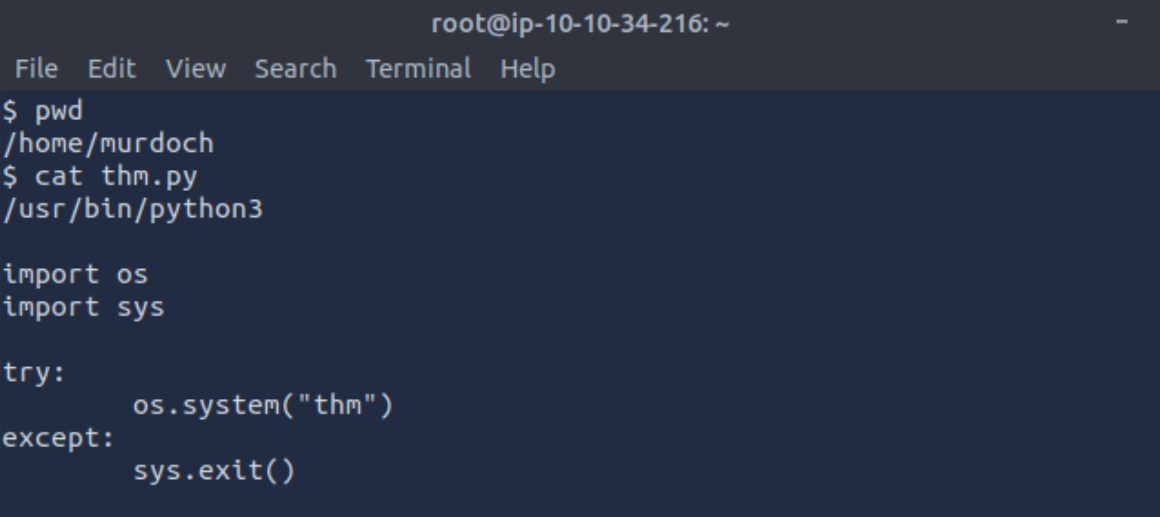 root@ip-10-10-34-216: ~
File Edit View Search Terminal Help
$ pwd
/home/murdoch
$ cat thm.py
/usr/bin/python3
import os
import sys
try:
        os.system("thm")
except:
        sys.exit()